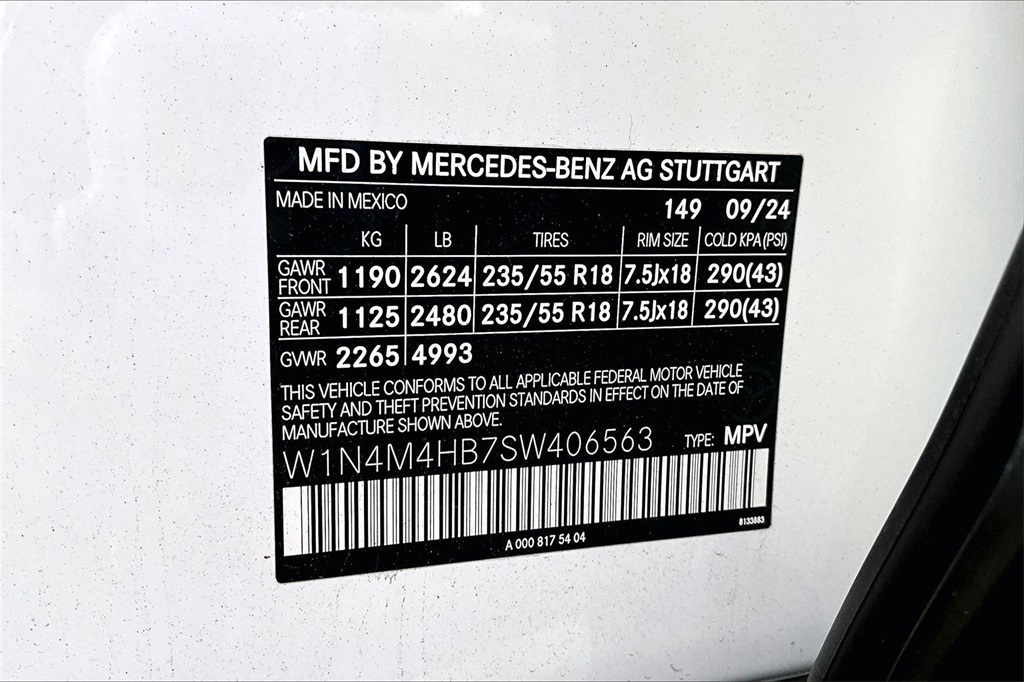 MFD BY MERCEDES-BENZ AG STUTTGART
MADE IN MEXICO 149 09/24
KG LB TIRES RIM SIZE COLD KPA (PSI)
GAWR FRONT 1190 2624 235/55 R18 7.5Jx18 290(43)
GAWR REAR 1125 2480 235/55 R18 7.5Jx18 290(43)
GVWR 2265 4993
THIS VEHICLE CONFORMS TO ALL APPLICABLE FEDERAL MOTOR VEHICLE
SAFETY AND THEFT PREVENTION STANDARDS IN EFFECT ON THE DATE OF
MANUFACTURE SHOWN ABOVE.
W1N4M4HB7SW406563 TYPE: MPV
8133883
A 000 817 54 04